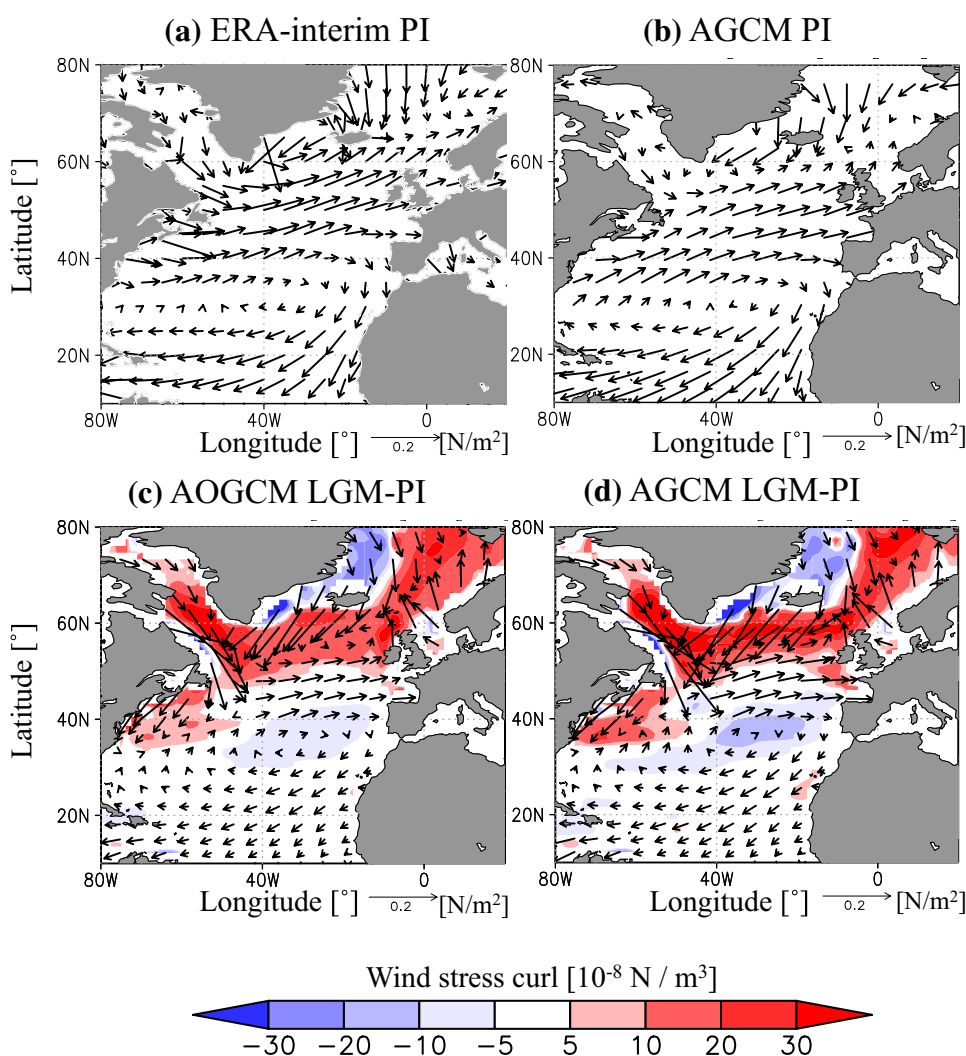 (a) ERA-interim PI
(b) AGCM PI
80N
60N
40N
20N
Latitude [°]
80W
40W
0
Longitude [°]
0.2
[N/m²]
80N
60N
40N
20N
80W
40W
0
Longitude [°]
0.2
[N/m²]
(c) AOGCM LGM-PI
(d) AGCM LGM-PI
80N
60N
40N
20N
Latitude [°]
80W
40W
0
Longitude [°]
0.2
[N/m²]
80N
60N
40N
20N
80W
40W
0
Longitude [°]
0.2
[N/m²]
Wind stress curl [10⁻⁸ N / m³]
−30 −20 −10 −5 5 10 20 30